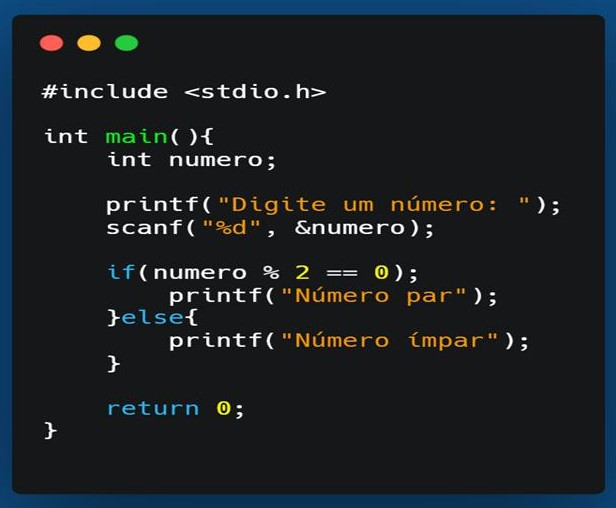 #include <stdio.h>
int main(){
int numero;
printf("Digite um número: ");
scanf("%d", &numero);
if(numero % 2 == 0);
printf("Número par");
}else{
printf("Número ímpar");
}
return 0;
}